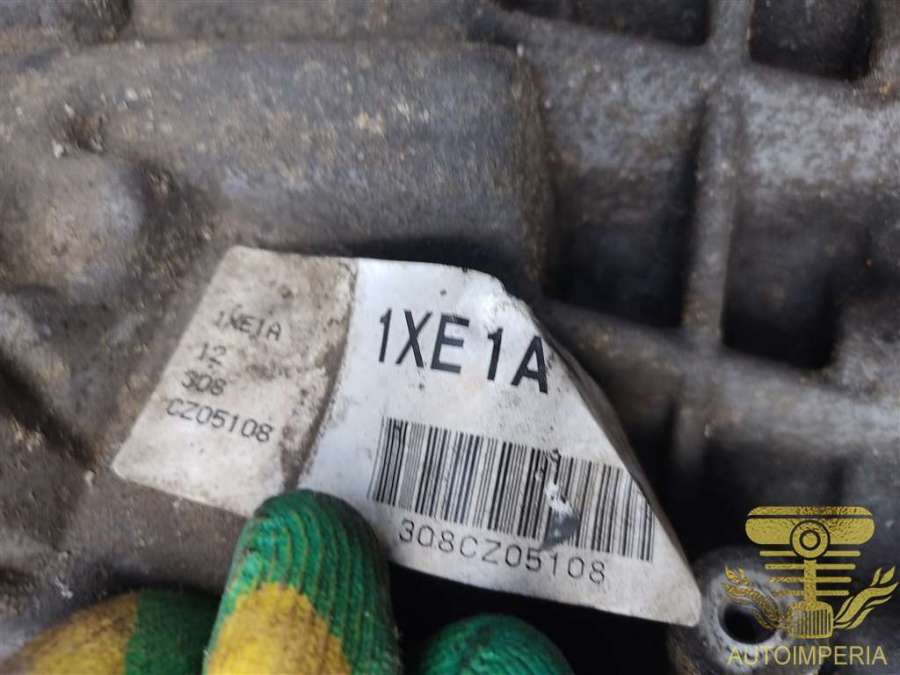 1XE1A
12
308
CZ05108
1XE1A
308CZ05108
AUTOIMPERIA